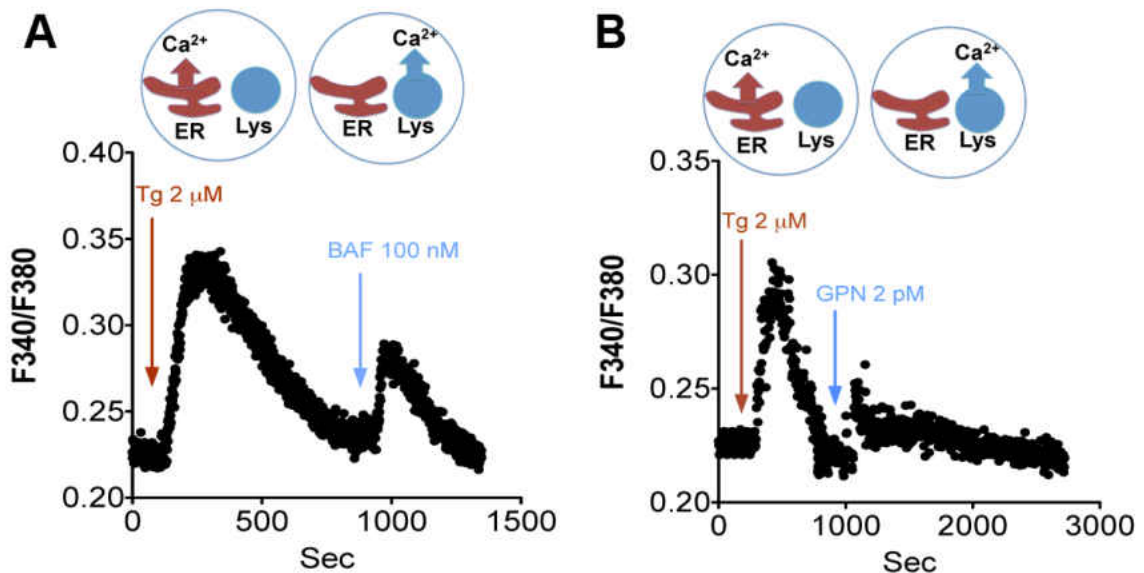 A
Ca²⁺
Ca²⁺
ER
Lys
ER
Lys
0.40
0.35
0.30
0.25
0.20
F340/F380
Tg 2 μM
BAF 100 nM
0
500
1000
1500
Sec
B
Ca²⁺
Ca²⁺
ER
Lys
ER
Lys
0.35
0.30
0.25
0.20
F340/F380
Tg 2 μM
GPN 2 pM
0
1000
2000
3000
Sec